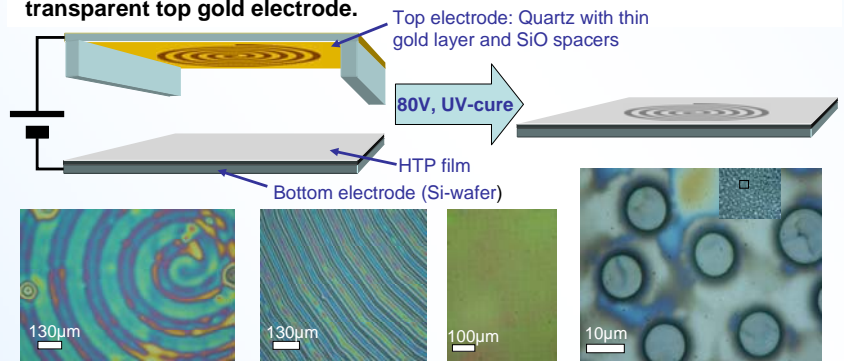 transparent top gold electrode.
Top electrode: Quartz with thin
gold layer and SiO spacers
80V, UV-cure
HTP film
Bottom electrode (Si-wafer)
130µm
130µm
100µm
10µm